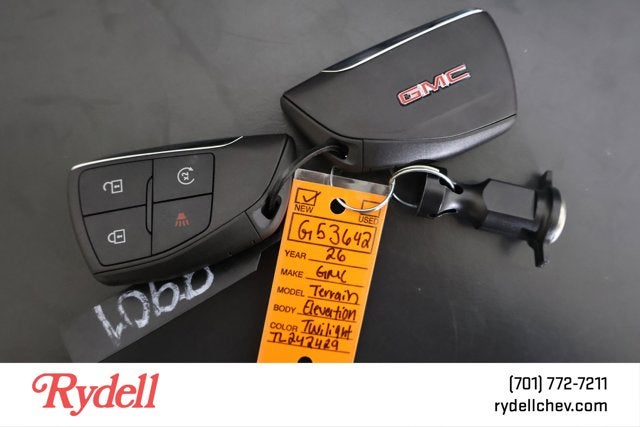 GMC
x2
NEW USED
G53642
YEAR 26
MAKE GMC
MODEL Terrain
BODY Elevation
COLOR Twilight
TL242429
Rydell
(701) 772-7211
rydellchev.com